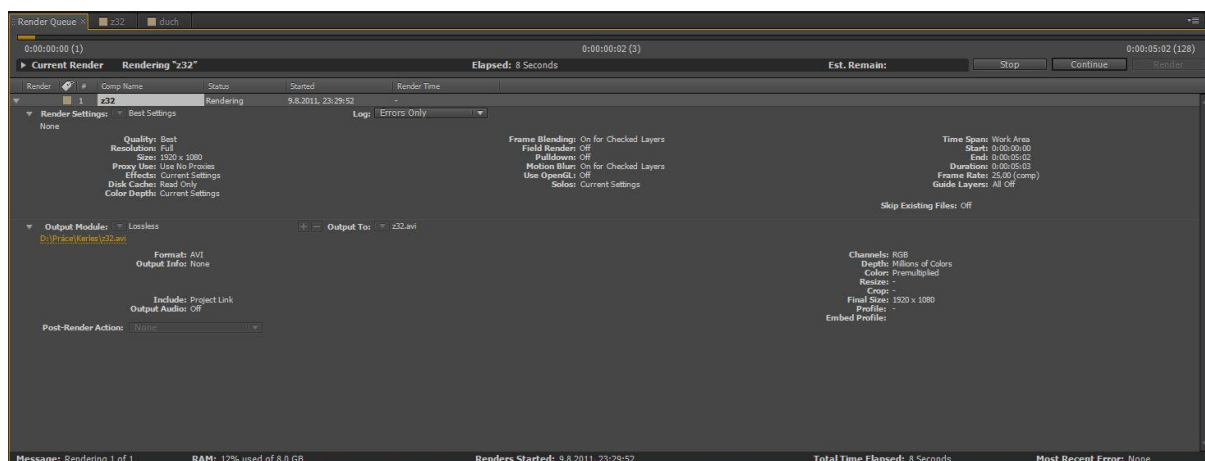 Render Queue × z32 duch
0:00:00:00 (1) 0:00:00:02 (3) 0:00:05:02 (128)
Current Render Rendering "z32" Elapsed: 8 Seconds Est. Remain: Stop Continue Render
Render # Comp Name Status Started Render Time
1 z32 Rendering 9.8.2011, 23:29:52 -
Render Settings: Best Settings Log: Errors Only
None
Quality: Best
Resolution: Full
Size: 1920 x 1080
Proxy Use: Use No Proxies
Effects: Current Settings
Disk Cache: Read Only
Color Depth: Current Settings
Frame Blending: On for Checked Layers
Field Render: Off
Pulldown: Off
Motion Blur: On for Checked Layers
Use OpenGL: Off
Solos: Current Settings
Time Span: Work Area
Start: 0:00:00:00
End: 0:00:05:02
Duration: 0:00:05:03
Frame Rate: 25,00 (comp)
Guide Layers: All Off
Skip Existing Files: Off
Output Module: Lossless + − Output To: z32.avi
D:\Práce\Kerles\z32.avi
Format: AVI
Output Info: None
Include: Project Link
Output Audio: Off
Channels: RGB
Depth: Millions of Colors
Color: Premultiplied
Resize: -
Crop: -
Final Size: 1920 x 1080
Profile: -
Embed Profile:
Post-Render Action: None
Message: Rendering 1 of 1 RAM: 12% used of 8,0 GB Renders Started: 9.8.2011, 23:29:52 Total Time Elapsed: 8 Seconds Most Recent Error: None